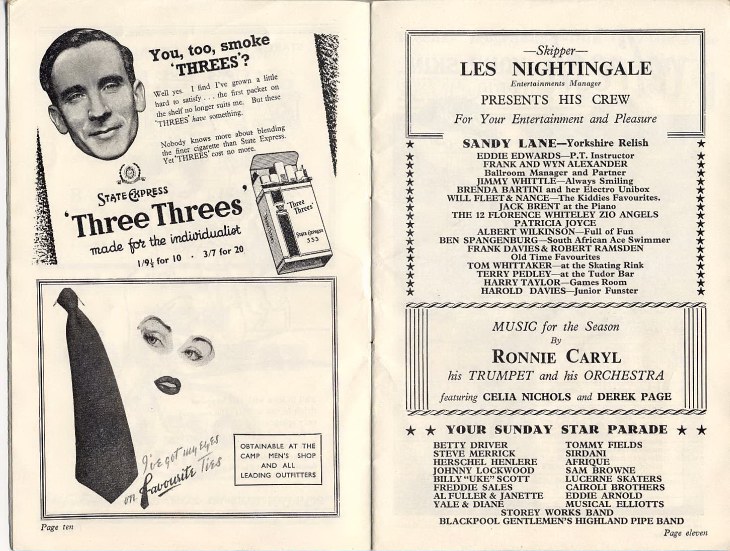 You, too, smoke
'THREES'?
Well yes. I find I've grown a little
hard to satisfy . . . the first packet on
the shelf no longer suits me. But these
'THREES' have something.
Nobody knows more about blending
the finer cigarette than State Express.
Yet 'THREES' cost no more.
STATE EXPRESS
'Three Threes'
made for the individualist
1/9½ for 10 . 3/7 for 20
'Three
Threes'
State Express
555
I've got my eyes
on favourite Ties
OBTAINABLE AT THE
CAMP MEN'S SHOP
AND ALL
LEADING OUTFITTERS
Page ten
—Skipper—
LES NIGHTINGALE
Entertainments Manager
PRESENTS HIS CREW
For Your Entertainment and Pleasure
SANDY LANE—Yorkshire Relish
EDDIE EDWARDS—P.T. Instructor
FRANK AND WYN ALEXANDER
Ballroom Manager and Partner
JIMMY WHITTLE—Always Smiling
BRENDA BARTINI and her Electro Unibox
WILL FLEET & NANCE—The Kiddies Favourites.
JACK BRENT at the Piano
THE 12 FLORENCE WHITELEY ZIO ANGELS
PATRICIA JOYCE
ALBERT WILKINSON—Full of Fun
BEN SPANGENBURG—South African Ace Swimmer
FRANK DAVIES & ROBERT RAMSDEN
Old Time Favourites
TOM WHITTAKER—at the Skating Rink
TERRY PEDLEY—at the Tudor Bar
HARRY TAYLOR—Games Room
HAROLD DAVIES—Junior Funster
MUSIC for the Season
By
RONNIE CARYL
his TRUMPET and his ORCHESTRA
featuring CELIA NICHOLS and DEREK PAGE
YOUR SUNDAY STAR PARADE
BETTY DRIVER
STEVE MERRICK
HERSCHEL HENLERE
JOHNNY LOCKWOOD
BILLY "UKE" SCOTT
FREDDIE SALES
AL FULLER & JANETTE
YALE & DIANE
TOMMY FIELDS
SIRDANI
AFRIQUE
SAM BROWNE
LUCERNE SKATERS
CAIROLI BROTHERS
EDDIE ARNOLD
MUSICAL ELLIOTTS
STOREY WORKS BAND
BLACKPOOL GENTLEMEN'S HIGHLAND PIPE BAND
Page eleven